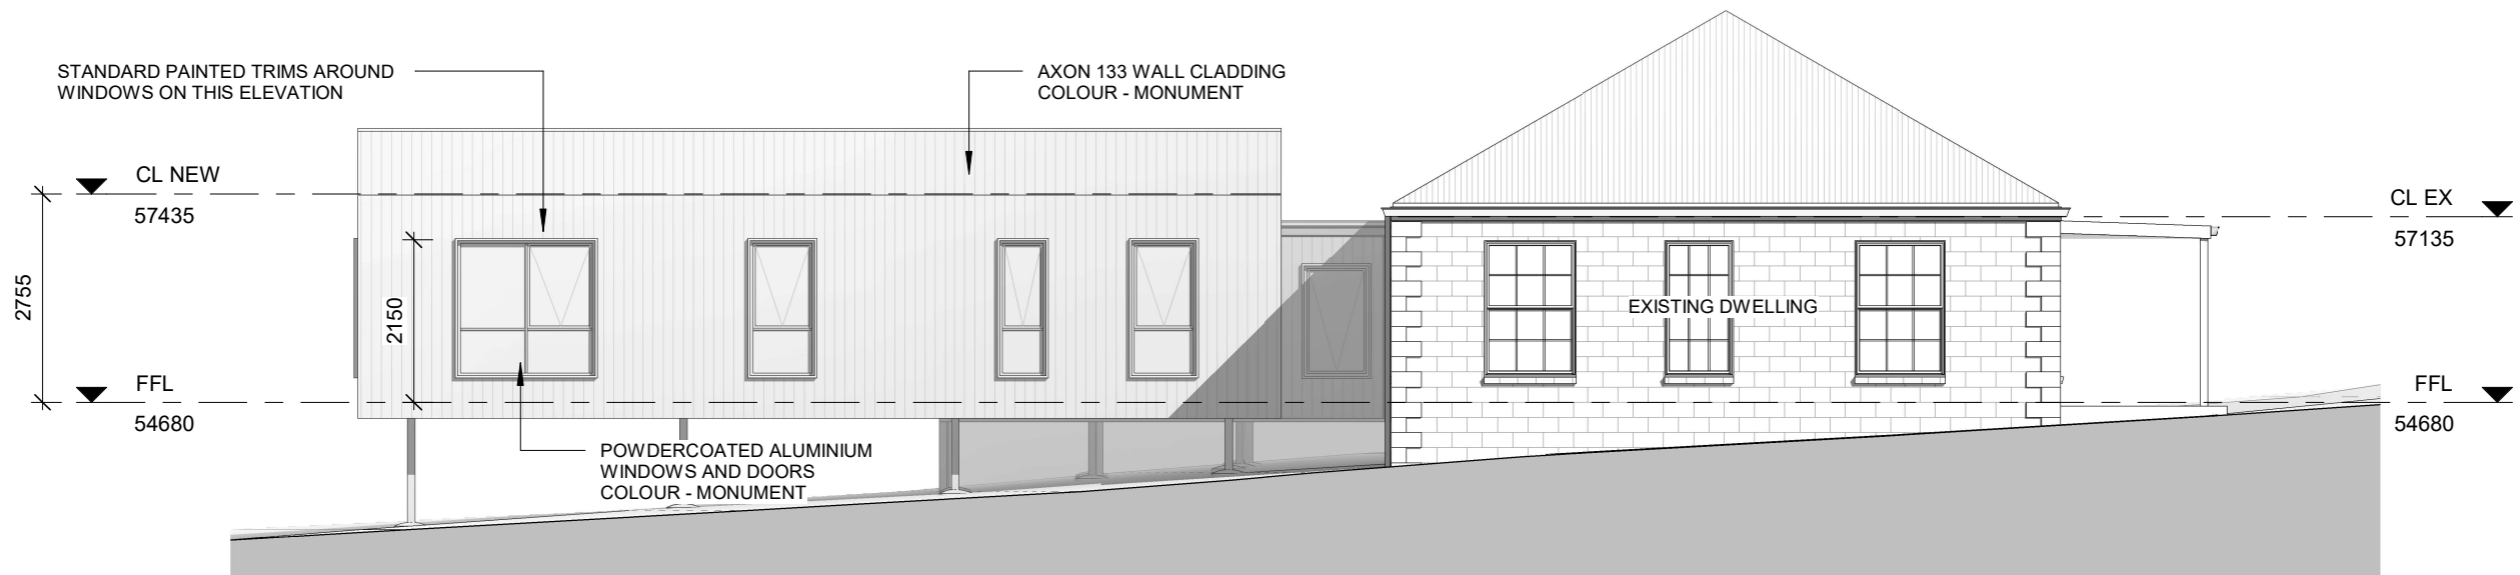 STANDARD PAINTED TRIMS AROUND
WINDOWS ON THIS ELEVATION
AXON 133 WALL CLADDING
COLOUR - MONUMENT
CL NEW
57435
CL EX
57135
2755
2150
EXISTING DWELLING
FFL
54680
FFL
54680
POWDERCOATED ALUMINIUM
WINDOWS AND DOORS
COLOUR - MONUMENT